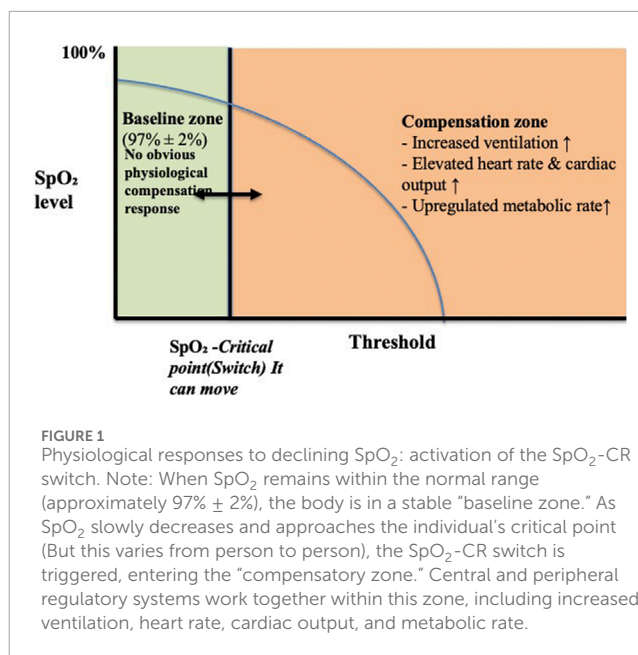 100%
SpO₂
level
Baseline zone
(97% ± 2%)
No obvious
physiological
compensation
response
Compensation zone
- Increased ventilation ↑
- Elevated heart rate & cardiac
output ↑
- Upregulated metabolic rate↑
SpO₂ -Critical
point(Switch) It
can move
Threshold
FIGURE 1
Physiological responses to declining SpO₂: activation of the SpO₂-CR
switch. Note: When SpO₂ remains within the normal range
(approximately 97% ± 2%), the body is in a stable “baseline zone.” As
SpO₂ slowly decreases and approaches the individual’s critical point
(But this varies from person to person), the SpO₂-CR switch is
triggered, entering the “compensatory zone.” Central and peripheral
regulatory systems work together within this zone, including increased
ventilation, heart rate, cardiac output, and metabolic rate.